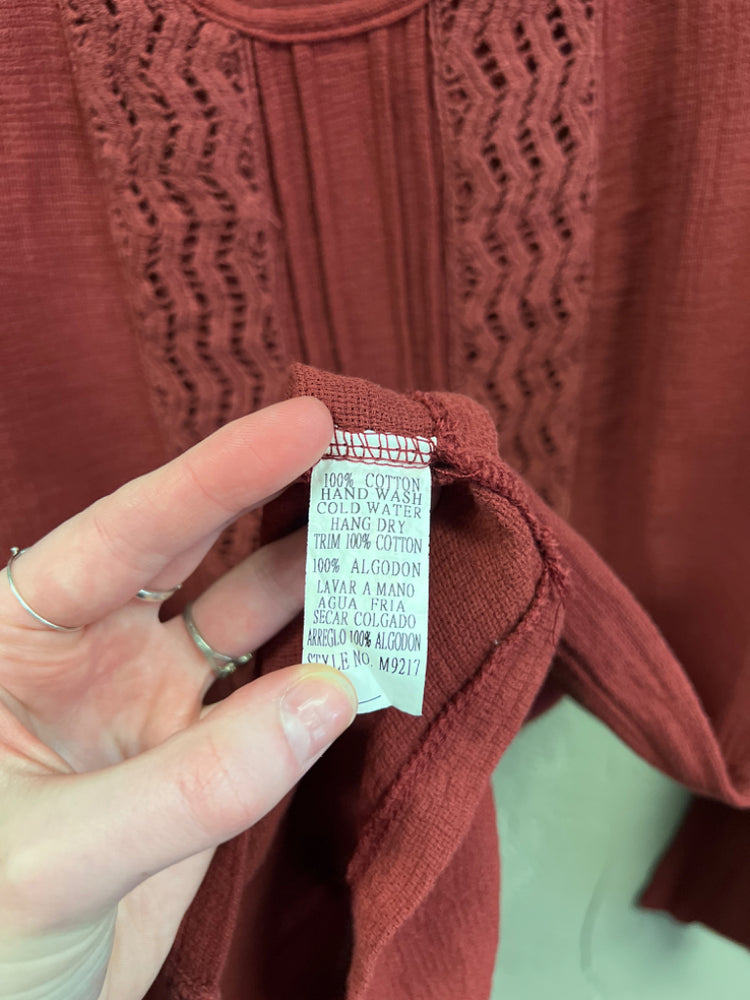 100% COTTON
HAND WASH
COLD WATER
HANG DRY
TRIM 100% COTTON
100% ALGODON
LAVAR A MANO
AGUA FRIA
SECAR COLGADO
ARREGLO 100% ALGODON
STYLE NO. M9217